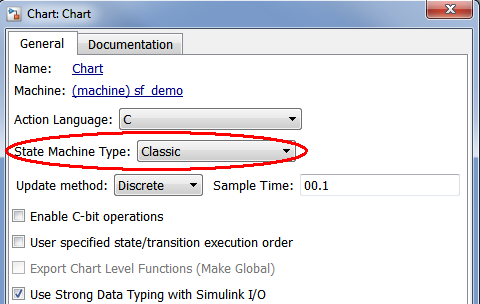 Chart: Chart
General Documentation
Name: Chart
Machine: (machine) sf_demo
Action Language: C
State Machine Type: Classic
Update method: Discrete Sample Time: 00.1
Enable C-bit operations
User specified state/transition execution order
Export Chart Level Functions (Make Global)
Use Strong Data Typing with Simulink I/O